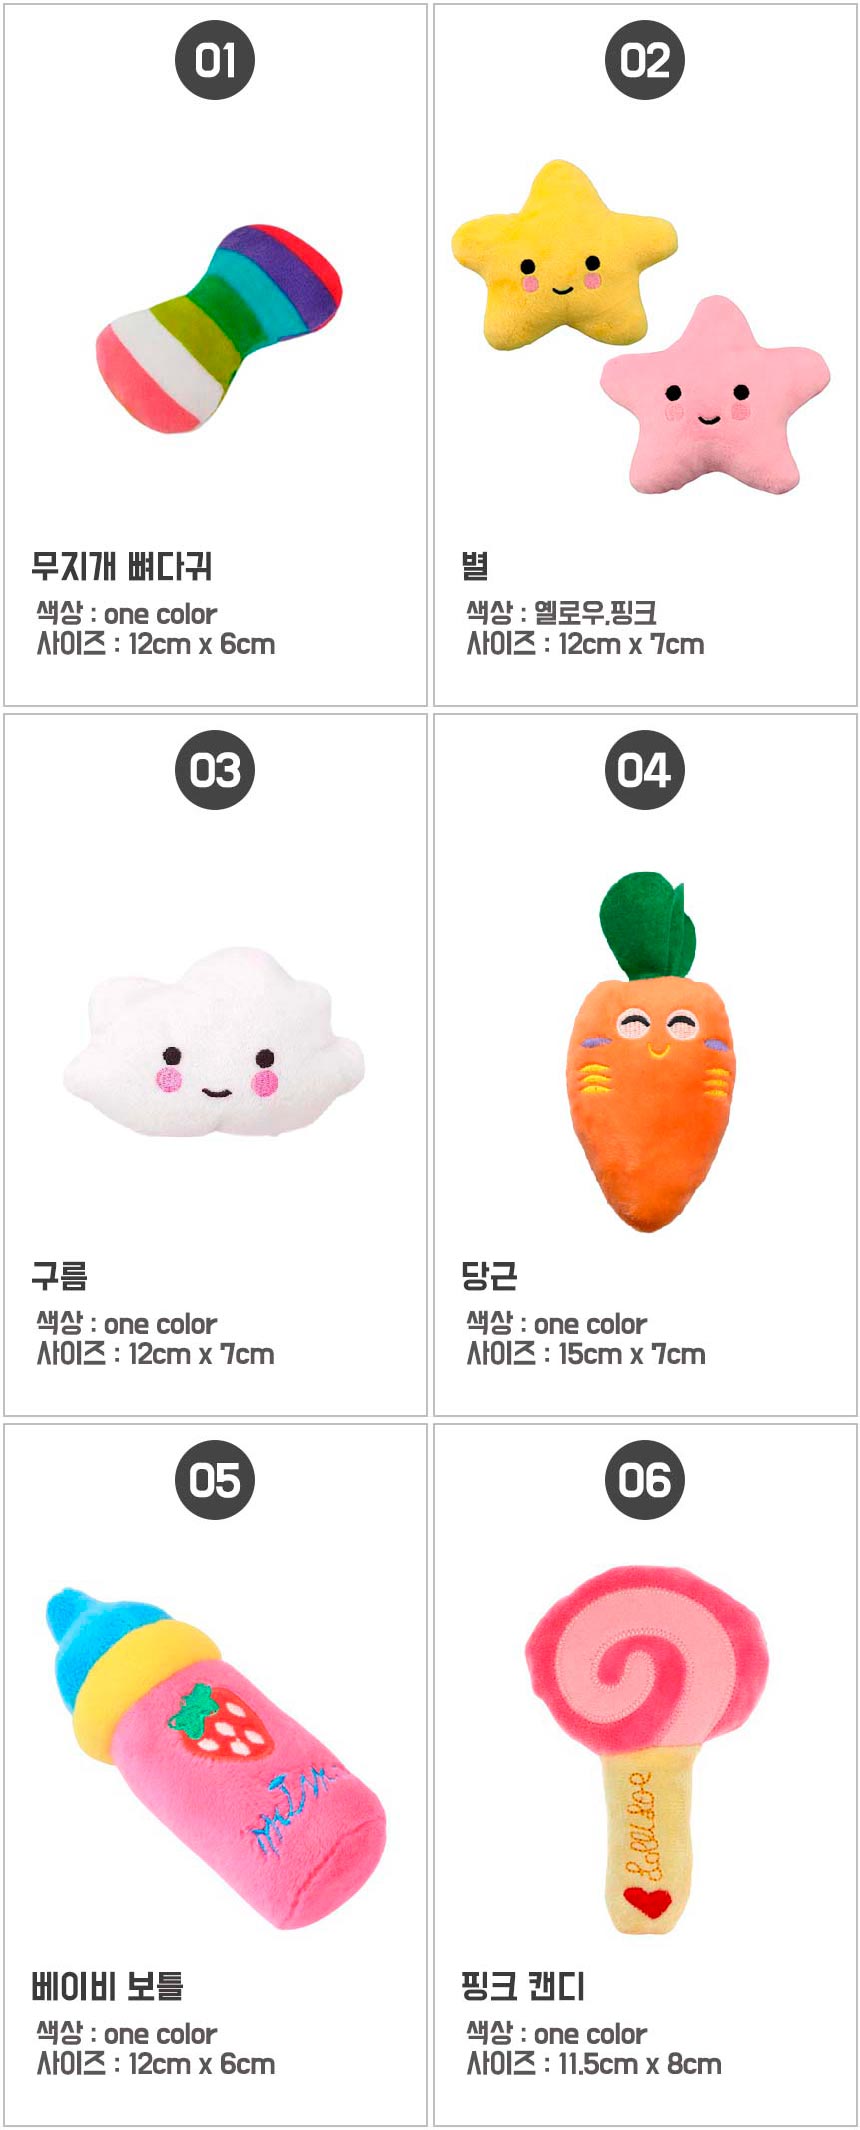 01
무지개 뼈다귀
색상 : one color
사이즈 : 12cm x 6cm
02
별
색상 : 옐로우,핑크
사이즈 : 12cm x 7cm
03
구름
색상 : one color
사이즈 : 12cm x 7cm
04
당근
색상 : one color
사이즈 : 15cm x 7cm
05
베이비 보틀
색상 : one color
사이즈 : 12cm x 6cm
06
핑크 캔디
색상 : one color
사이즈 : 11.5cm x 8cm